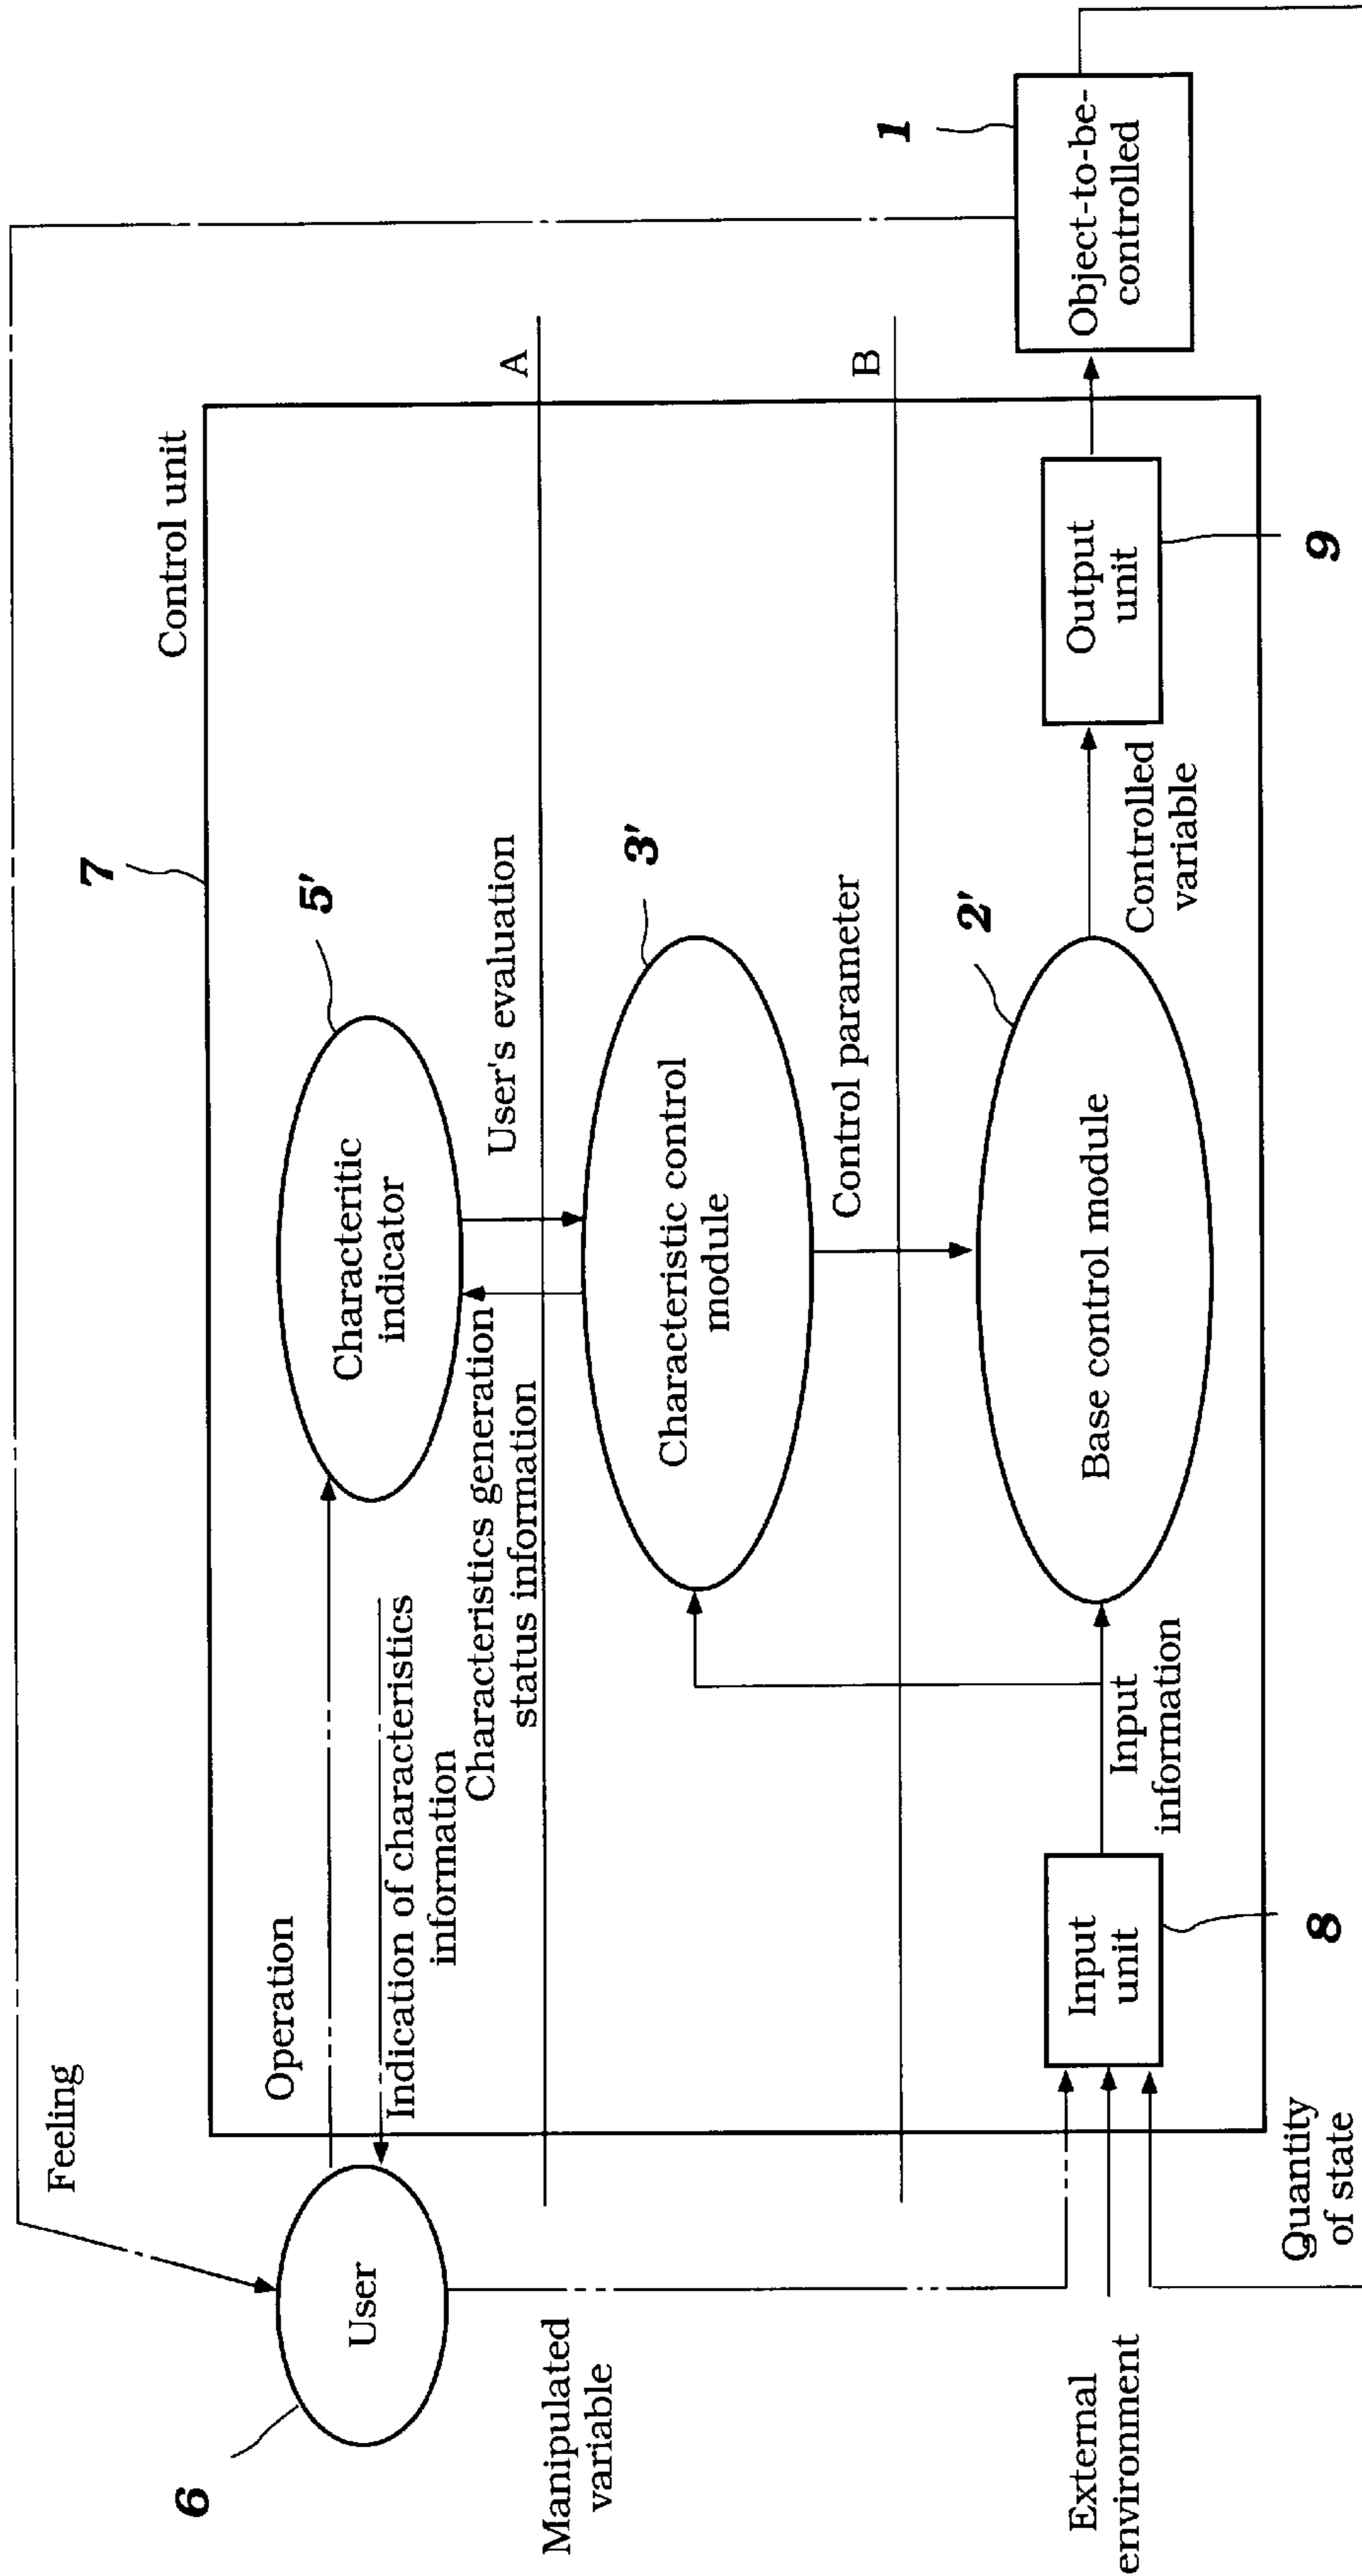 Feeling
Control unit
7
1
Object-to-be-
controlled
6
User
Operation
Indication of characteristics
information
Characteritic
indicator
5'
Characteristics generation
status information
User's evaluation
A
Manipulated
variable
Characteristic control
module
3'
Control parameter
B
External
environment
Quantity
of state
Input
unit
8
Input
information
Base control module
2'
Controlled
variable
Output
unit
9